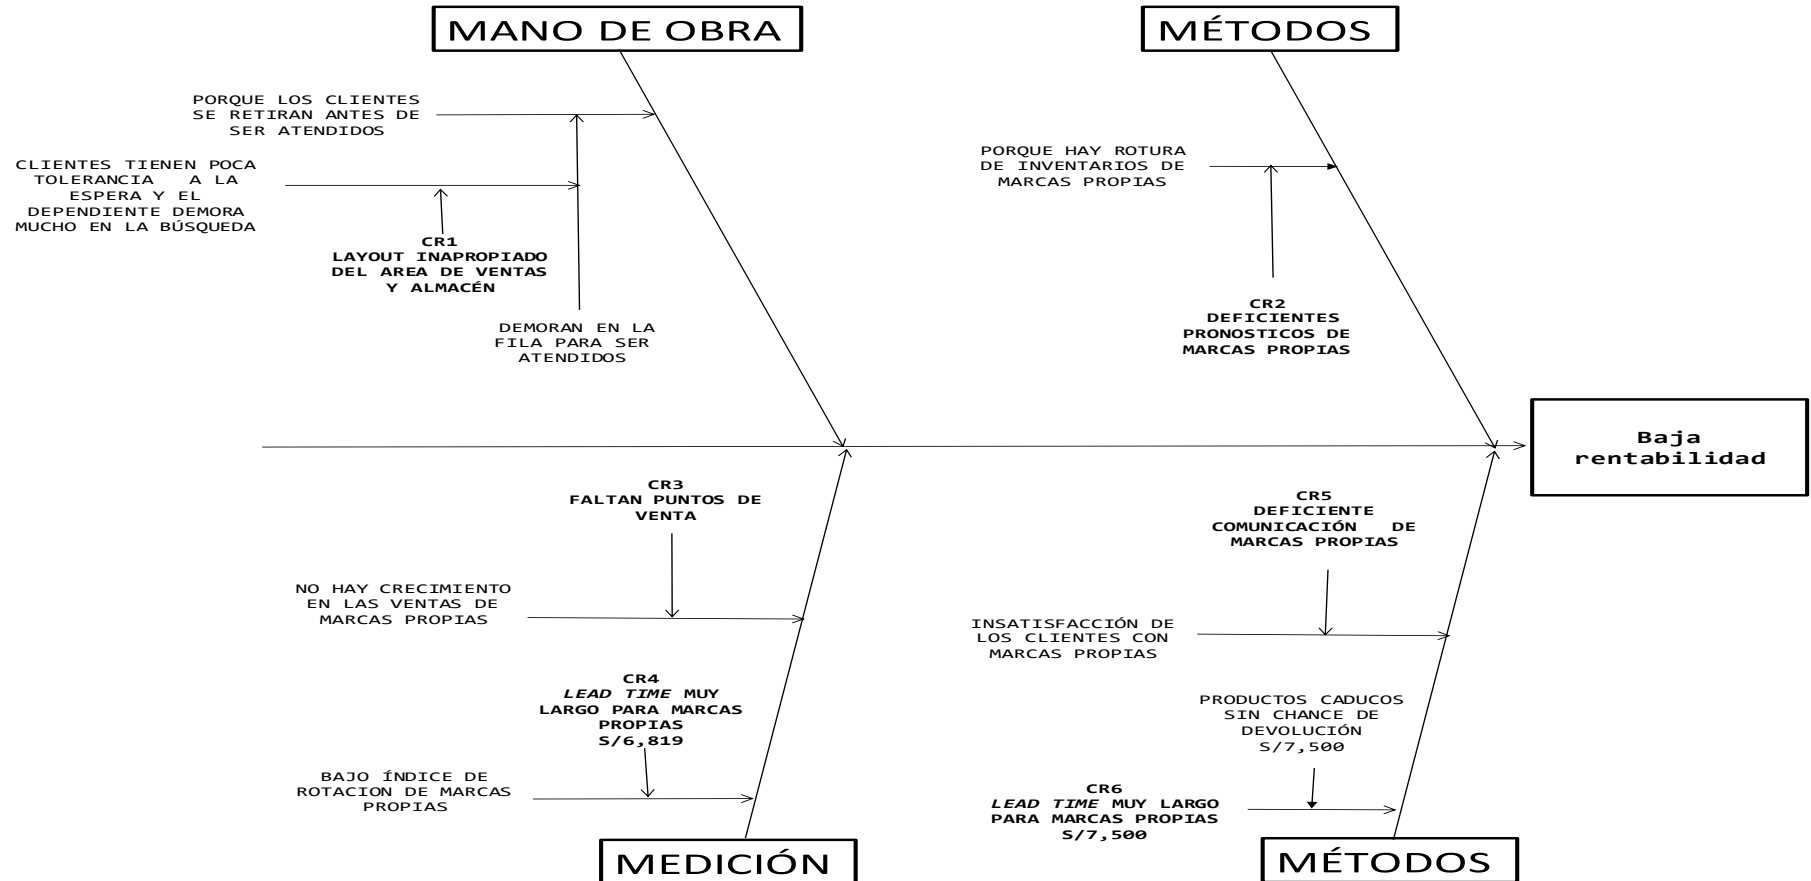 MANO DE OBRA
MÉTODOS
PORQUE LOS CLIENTES
SE RETIRAN ANTES DE
SER ATENDIDOS
CLIENTES TIENEN POCA
TOLERANCIA A LA
ESPERA Y EL
DEPENDIENTE DEMORA
MUCHO EN LA BÚSQUEDA
CR1
LAYOUT INAPROPIADO
DEL AREA DE VENTAS
Y ALMACÉN
DEMORAN EN LA
FILA PARA SER
ATENDIDOS
PORQUE HAY ROTURA
DE INVENTARIOS DE
MARCAS PROPIAS
CR2
DEFICIENTES
PRONOSTICOS DE
MARCAS PROPIAS
Baja
rentabilidad
CR3
FALTAN PUNTOS DE
VENTA
NO HAY CRECIMIENTO
EN LAS VENTAS DE
MARCAS PROPIAS
CR4
LEAD TIME MUY
LARGO PARA MARCAS
PROPIAS
S/6,819
BAJO ÍNDICE DE
ROTACION DE MARCAS
PROPIAS
MEDICIÓN
CR5
DEFICIENTE
COMUNICACIÓN DE
MARCAS PROPIAS
INSATISFACCIÓN DE
LOS CLIENTES CON
MARCAS PROPIAS
PRODUCTOS CADUCOS
SIN CHANCE DE
DEVOLUCIÓN
S/7,500
CR6
LEAD TIME MUY LARGO
PARA MARCAS PROPIAS
S/7,500
MÉTODOS